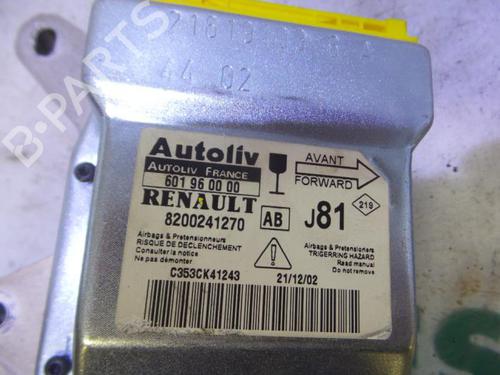 44 02
Autoliv
AUTOLIV FRANCE
601 96 00 00
AVANT
FORWARD
RENAULT
8200241270
AB
J81
219
Airbags & Pretensionneurs
RISQUE DE DECLENCHEMENT
Consulter la notice
Ne pas démonter
Airbags & Pretensioners
TRIGERRING HAZARD
Read manual
Do not remove
C353CK41243
21/12/02
B-PARTS